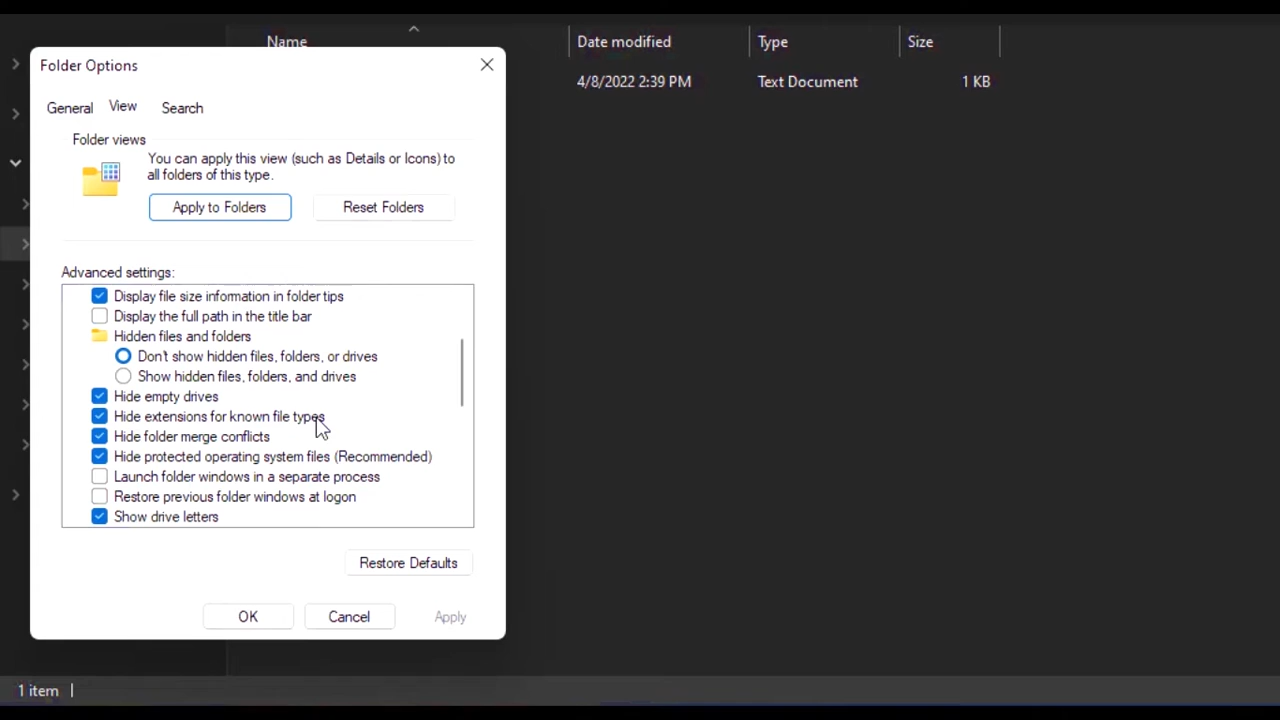 Name
Date modified
Type
Size
4/8/2022 2:39 PM
Text Document
1 KB
Folder Options
General
View
Search
Folder views
You can apply this view (such as Details or Icons) to
all folders of this type.
Apply to Folders
Reset Folders
Advanced settings:
Display file size information in folder tips
Display the full path in the title bar
Hidden files and folders
Don't show hidden files, folders, or drives
Show hidden files, folders, and drives
Hide empty drives
Hide extensions for known file types
Hide folder merge conflicts
Hide protected operating system files (Recommended)
Launch folder windows in a separate process
Restore previous folder windows at logon
Show drive letters
Restore Defaults
OK
Cancel
Apply
1 item